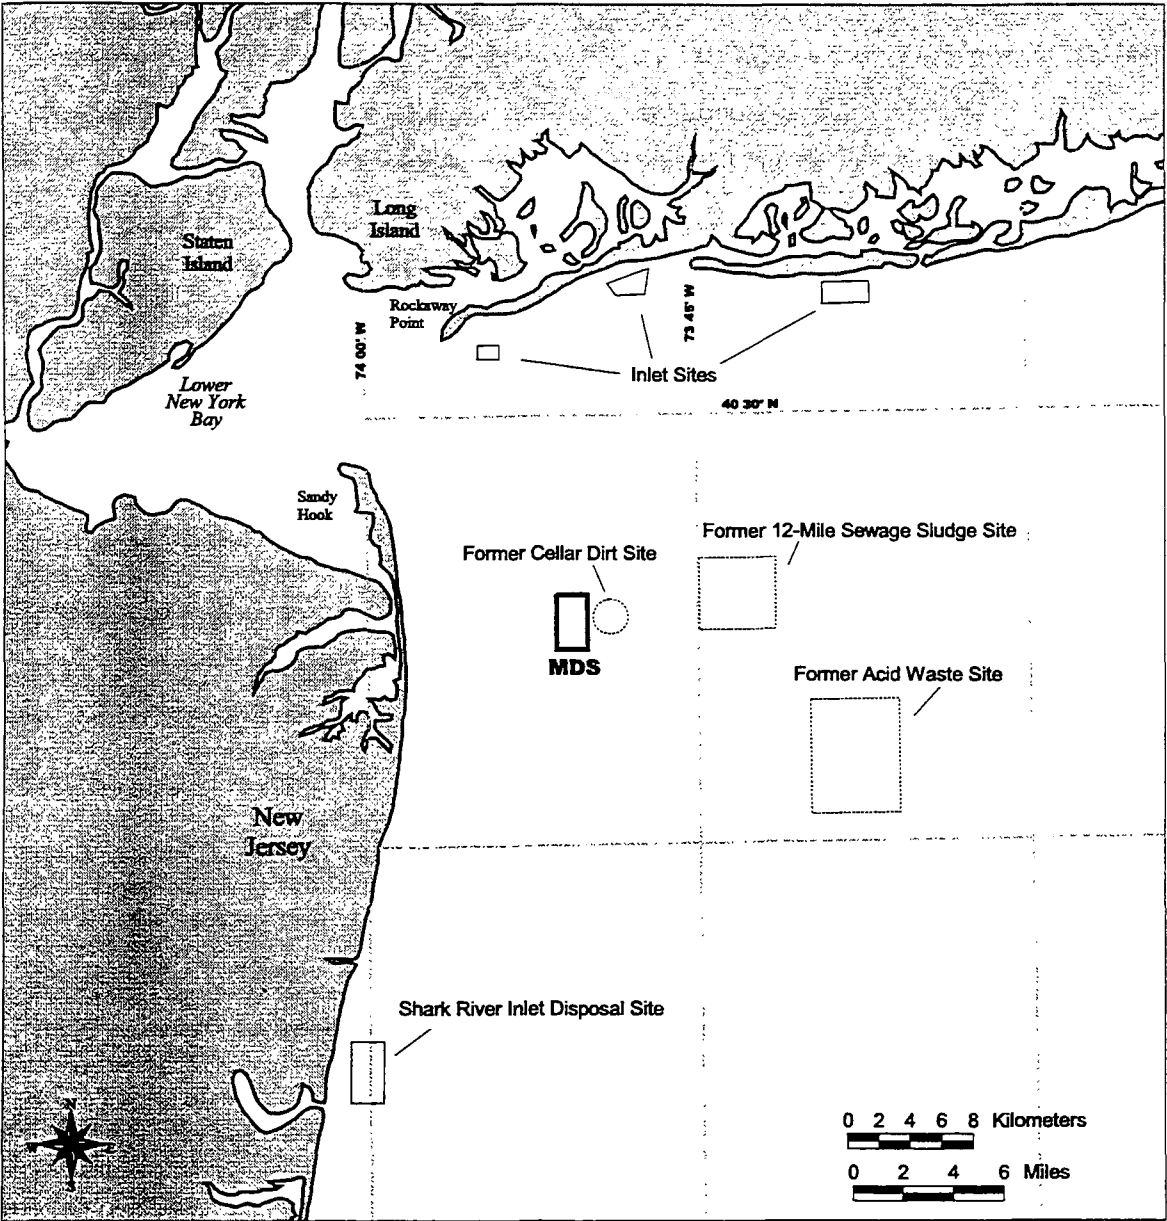 Long
Island
Staten
Island
Rockaway
Point
74 00' W
73 45' W
Inlet Sites
Lower
New York
Bay
40 30' N
Sandy
Hook
Former 12-Mile Sewage Sludge Site
Former Cellar Dirt Site
MDS
Former Acid Waste Site
New
Jersey
Shark River Inlet Disposal Site
N
0 2 4 6 8 Kilometers
0 2 4 6 Miles